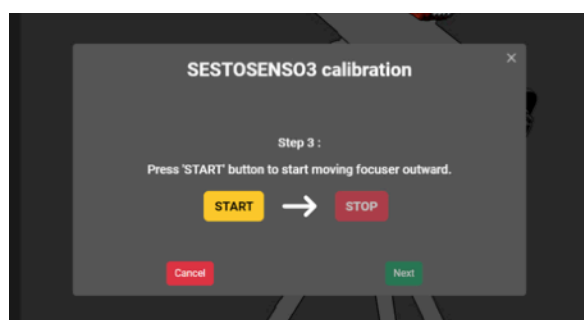 SESTOSENSO3 calibration
×
Step 3 :
Press 'START' button to start moving focuser outward.
START → STOP
Cancel Next